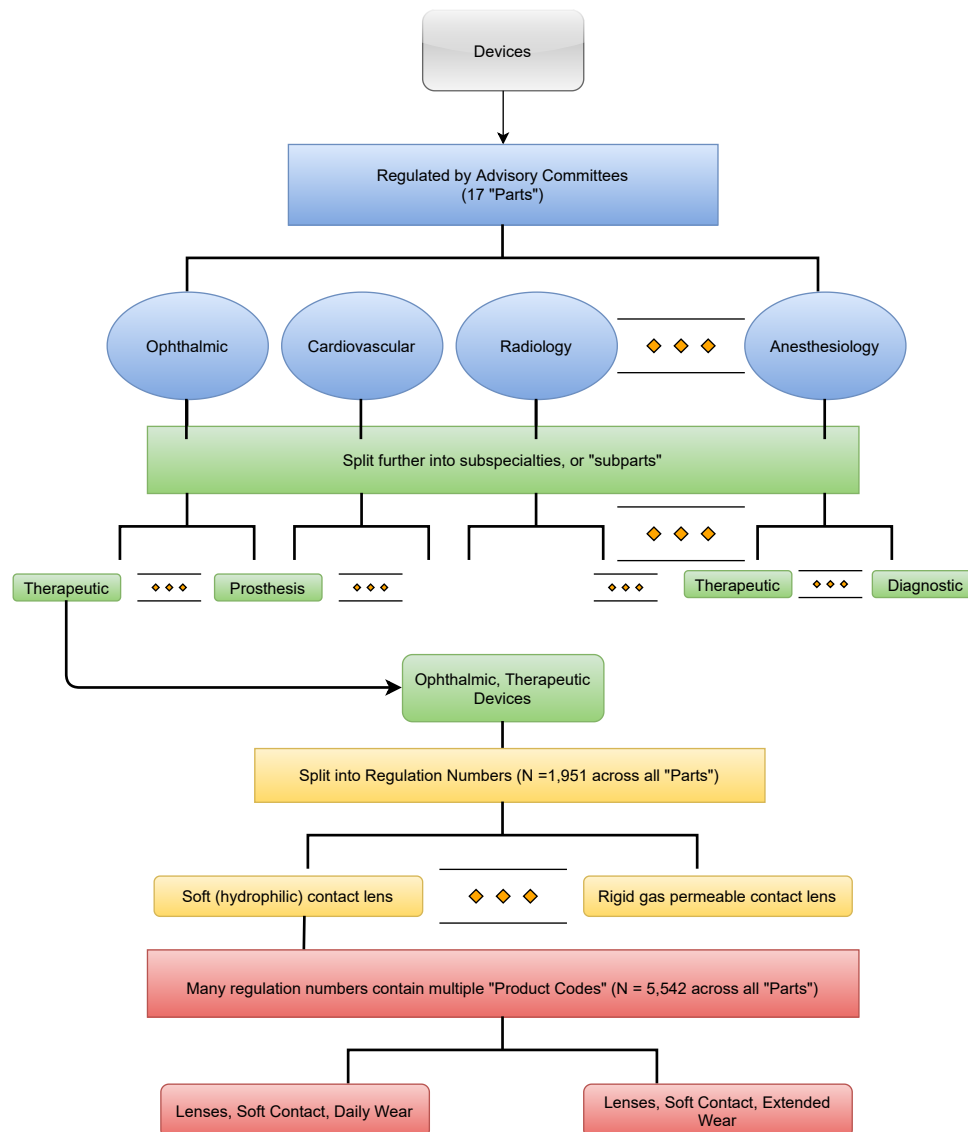 Devices
Regulated by Advisory Committees
(17 "Parts")
Ophthalmic
Cardiovascular
Radiology
Anesthesiology
Split further into subspecialties, or "subparts"
Therapeutic
Prosthesis
Therapeutic
Diagnostic
Ophthalmic, Therapeutic
Devices
Split into Regulation Numbers (N =1,951 across all "Parts")
Soft (hydrophilic) contact lens
Rigid gas permeable contact lens
Many regulation numbers contain multiple "Product Codes" (N = 5,542 across all "Parts")
Lenses, Soft Contact, Daily Wear
Lenses, Soft Contact, Extended
Wear